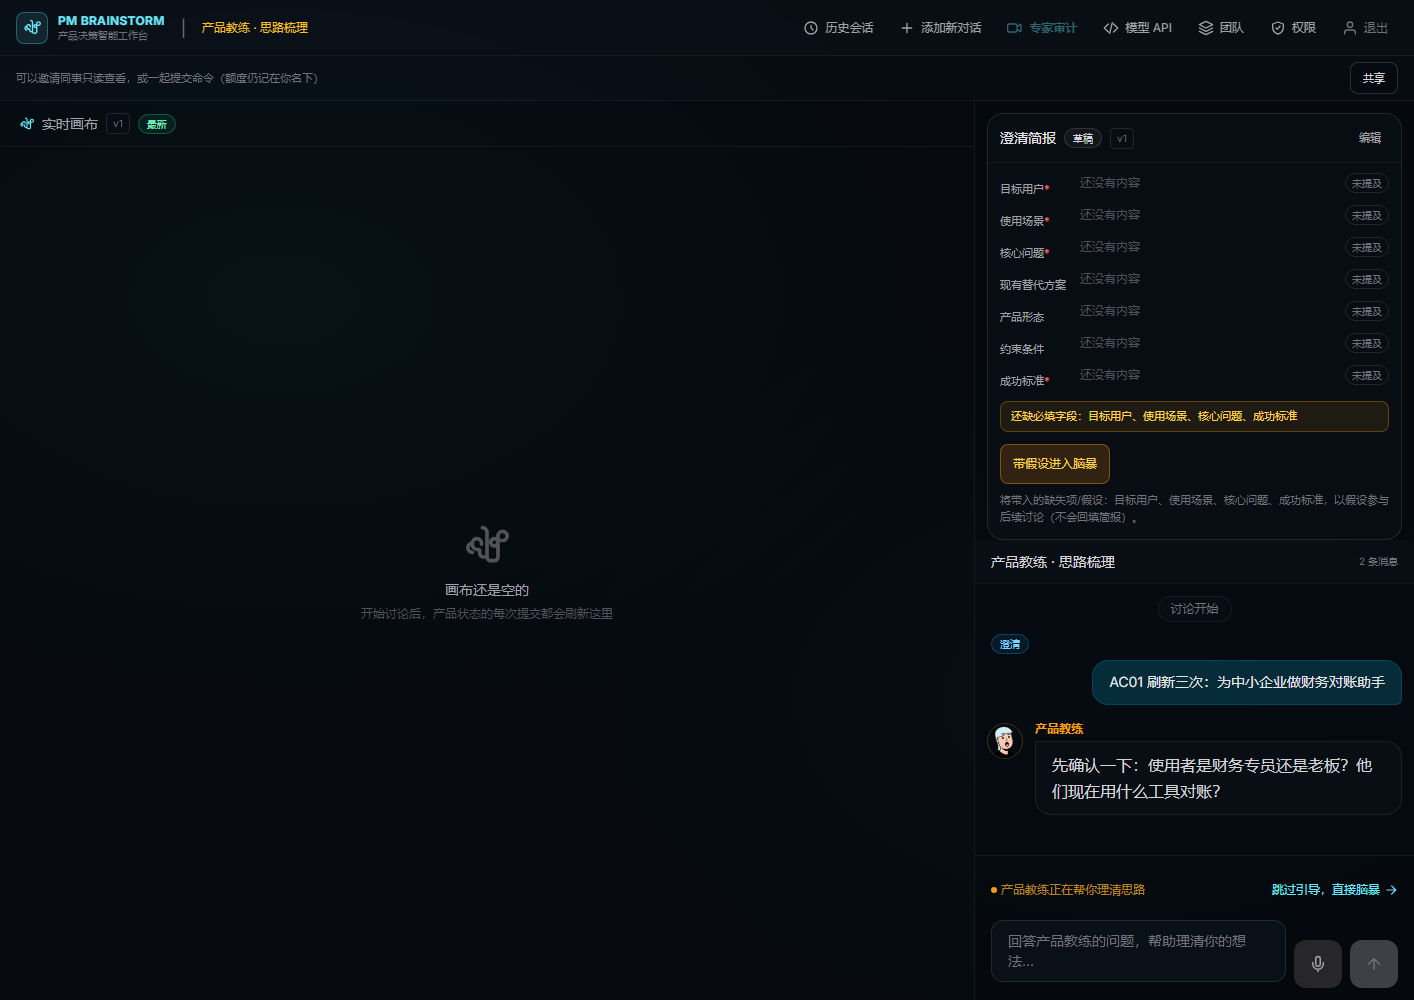 PM BRAINSTORM
产品决策智能工作台
产品教练 · 思路梳理
历史会话
添加新对话
专家审计
模型 API
团队
权限
退出
可以邀请同事只读查看，或一起提交命令（额度仍记在你名下）
共享
实时画布
v1
最新
画布还是空的
开始讨论后，产品状态的每次提交都会刷新这里
澄清简报
草稿
v1
编辑
目标用户*
还没有内容
未提及
使用场景*
还没有内容
未提及
核心问题*
还没有内容
未提及
现有替代方案
还没有内容
未提及
产品形态
还没有内容
未提及
约束条件
还没有内容
未提及
成功标准*
还没有内容
未提及
还缺必填字段：目标用户、使用场景、核心问题、成功标准
带假设进入脑暴
将带入的缺失项/假设：目标用户、使用场景、核心问题、成功标准，以假设参与
后续讨论（不会回填简报）。
产品教练 · 思路梳理
2 条消息
讨论开始
澄清
AC01 刷新三次：为中小企业做财务对账助手
产品教练
先确认一下：使用者是财务专员还是老板？他
们现在用什么工具对账？
产品教练正在帮你理清思路
跳过引导，直接脑暴
回答产品教练的问题，帮助理清你的想
法...